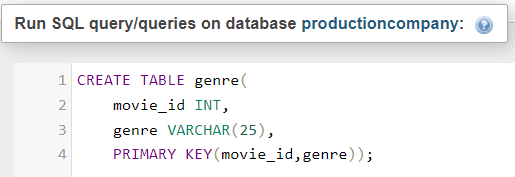 Run SQL query/queries on database productioncompany:
1 CREATE TABLE genre(
2 movie_id INT,
3 genre VARCHAR(25),
4 PRIMARY KEY(movie_id,genre));